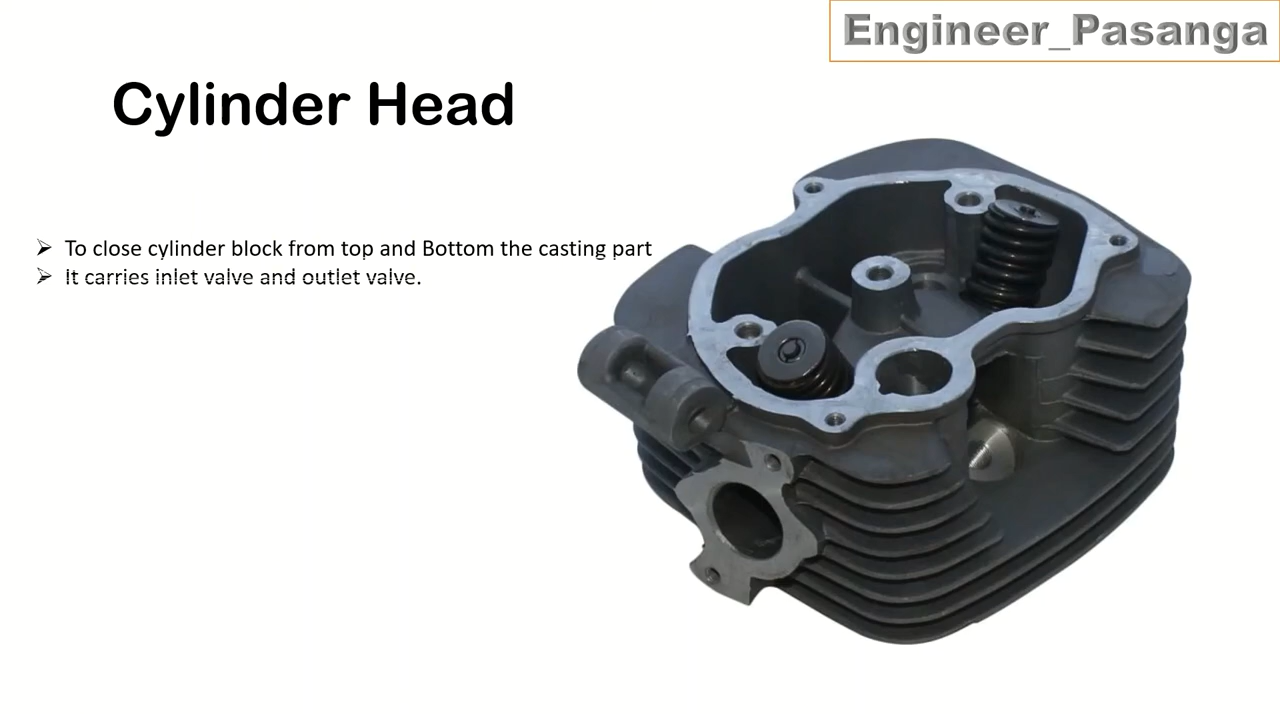 Engineer_Pasanga
Cylinder Head
To close cylinder block from top and Bottom the casting part
It carries inlet valve and outlet valve.